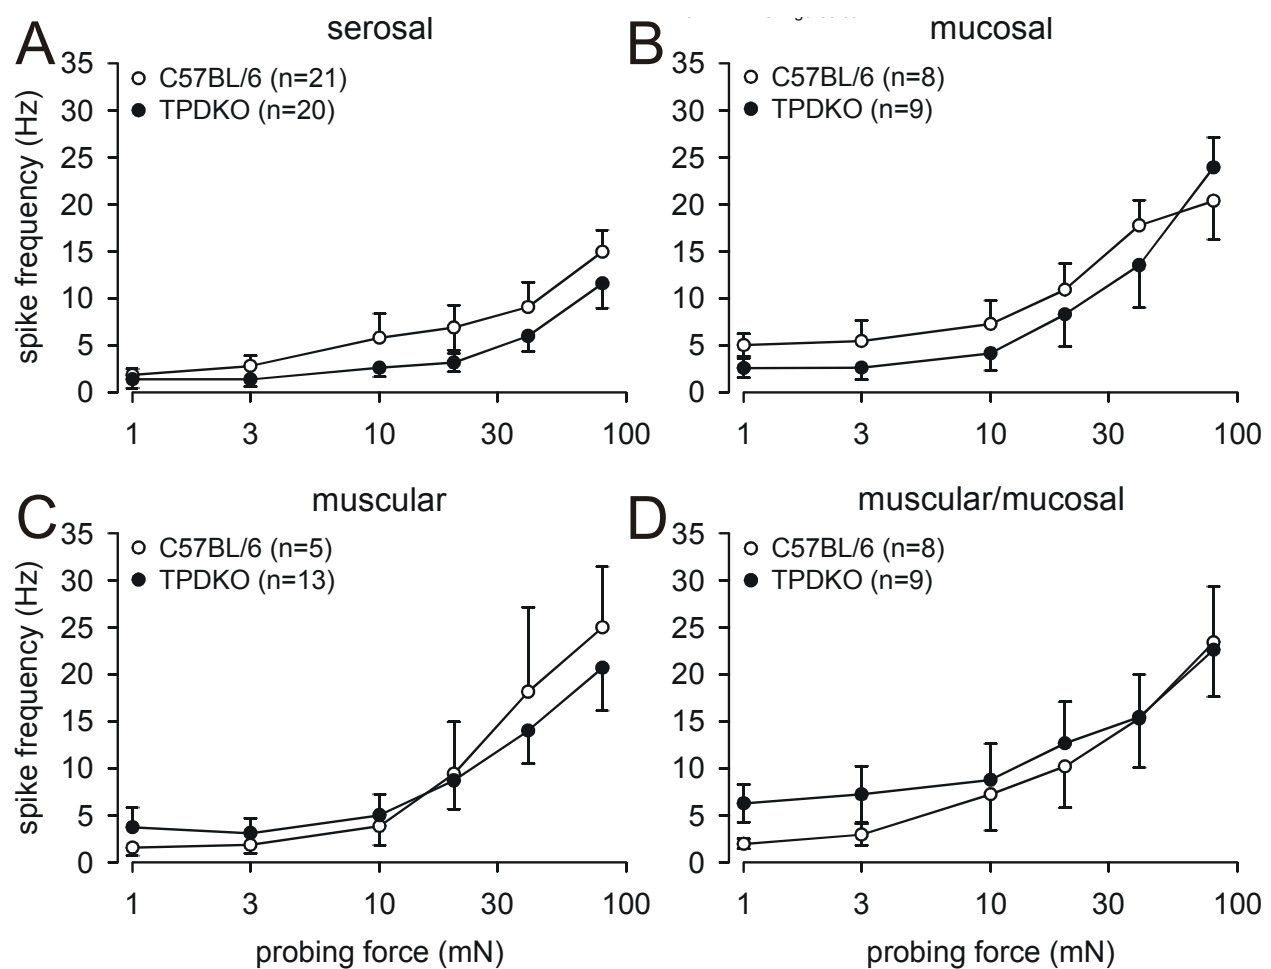 A
serosal
C57BL/6 (n=21)
TPDKO (n=20)
spike frequency (Hz)
35
30
25
20
15
10
5
0
1 3 10 30 100
B
mucosal
C57BL/6 (n=8)
TPDKO (n=9)
35
30
25
20
15
10
5
0
1 3 10 30 100
C
muscular
C57BL/6 (n=5)
TPDKO (n=13)
spike frequency (Hz)
35
30
25
20
15
10
5
0
1 3 10 30 100
probing force (mN)
D
muscular/mucosal
C57BL/6 (n=8)
TPDKO (n=9)
35
30
25
20
15
10
5
0
1 3 10 30 100
probing force (mN)